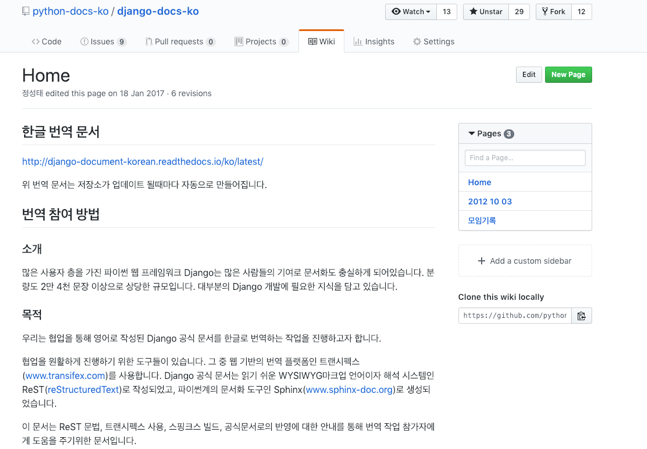 python-docs-ko / django-docs-ko
Watch 13 Unstar 29 Fork 12
Code Issues 9 Pull requests 0 Projects 0 Wiki Insights Settings
Home
Edit New Page
정성태 edited this page on 18 Jan 2017 · 6 revisions
한글 번역 문서
http://django-document-korean.readthedocs.io/ko/latest/
위 번역 문서는 저장소가 업데이트 될때마다 자동으로 만들어집니다.
번역 참여 방법
소개
많은 사용자 층을 가진 파이썬 웹 프레임워크 Django는 많은 사람들의 기여로 문서화도 충실하게 되어있습니다. 분
량도 2만 4천 문장 이상으로 상당한 규모입니다. 대부분의 Django 개발에 필요한 지식을 담고 있습니다.
목적
우리는 협업을 통해 영어로 작성된 Django 공식 문서를 한글로 번역하는 작업을 진행하고자 합니다.
협업을 원활하게 진행하기 위한 도구들이 있습니다. 그 중 웹 기반의 번역 플랫폼인 트랜시펙스
(www.transifex.com)를 사용합니다. Django 공식 문서는 읽기 쉬운 WYSIWYG마크업 언어이자 해석 시스템인
ReST(reStructuredText)로 작성되었고, 파이썬계의 문서화 도구인 Sphinx(www.sphinx-doc.org)로 생성되
었습니다.
이 문서는 ReST 문법, 트랜시펙스 사용, 스핑크스 빌드, 공식문서로의 반영에 대한 안내를 통해 번역 작업 참가자에
게 도움을 주기위한 문서입니다.
Pages 3
Find a Page…
Home
2012 10 03
모임기록
+ Add a custom sidebar
Clone this wiki locally
https://github.com/python